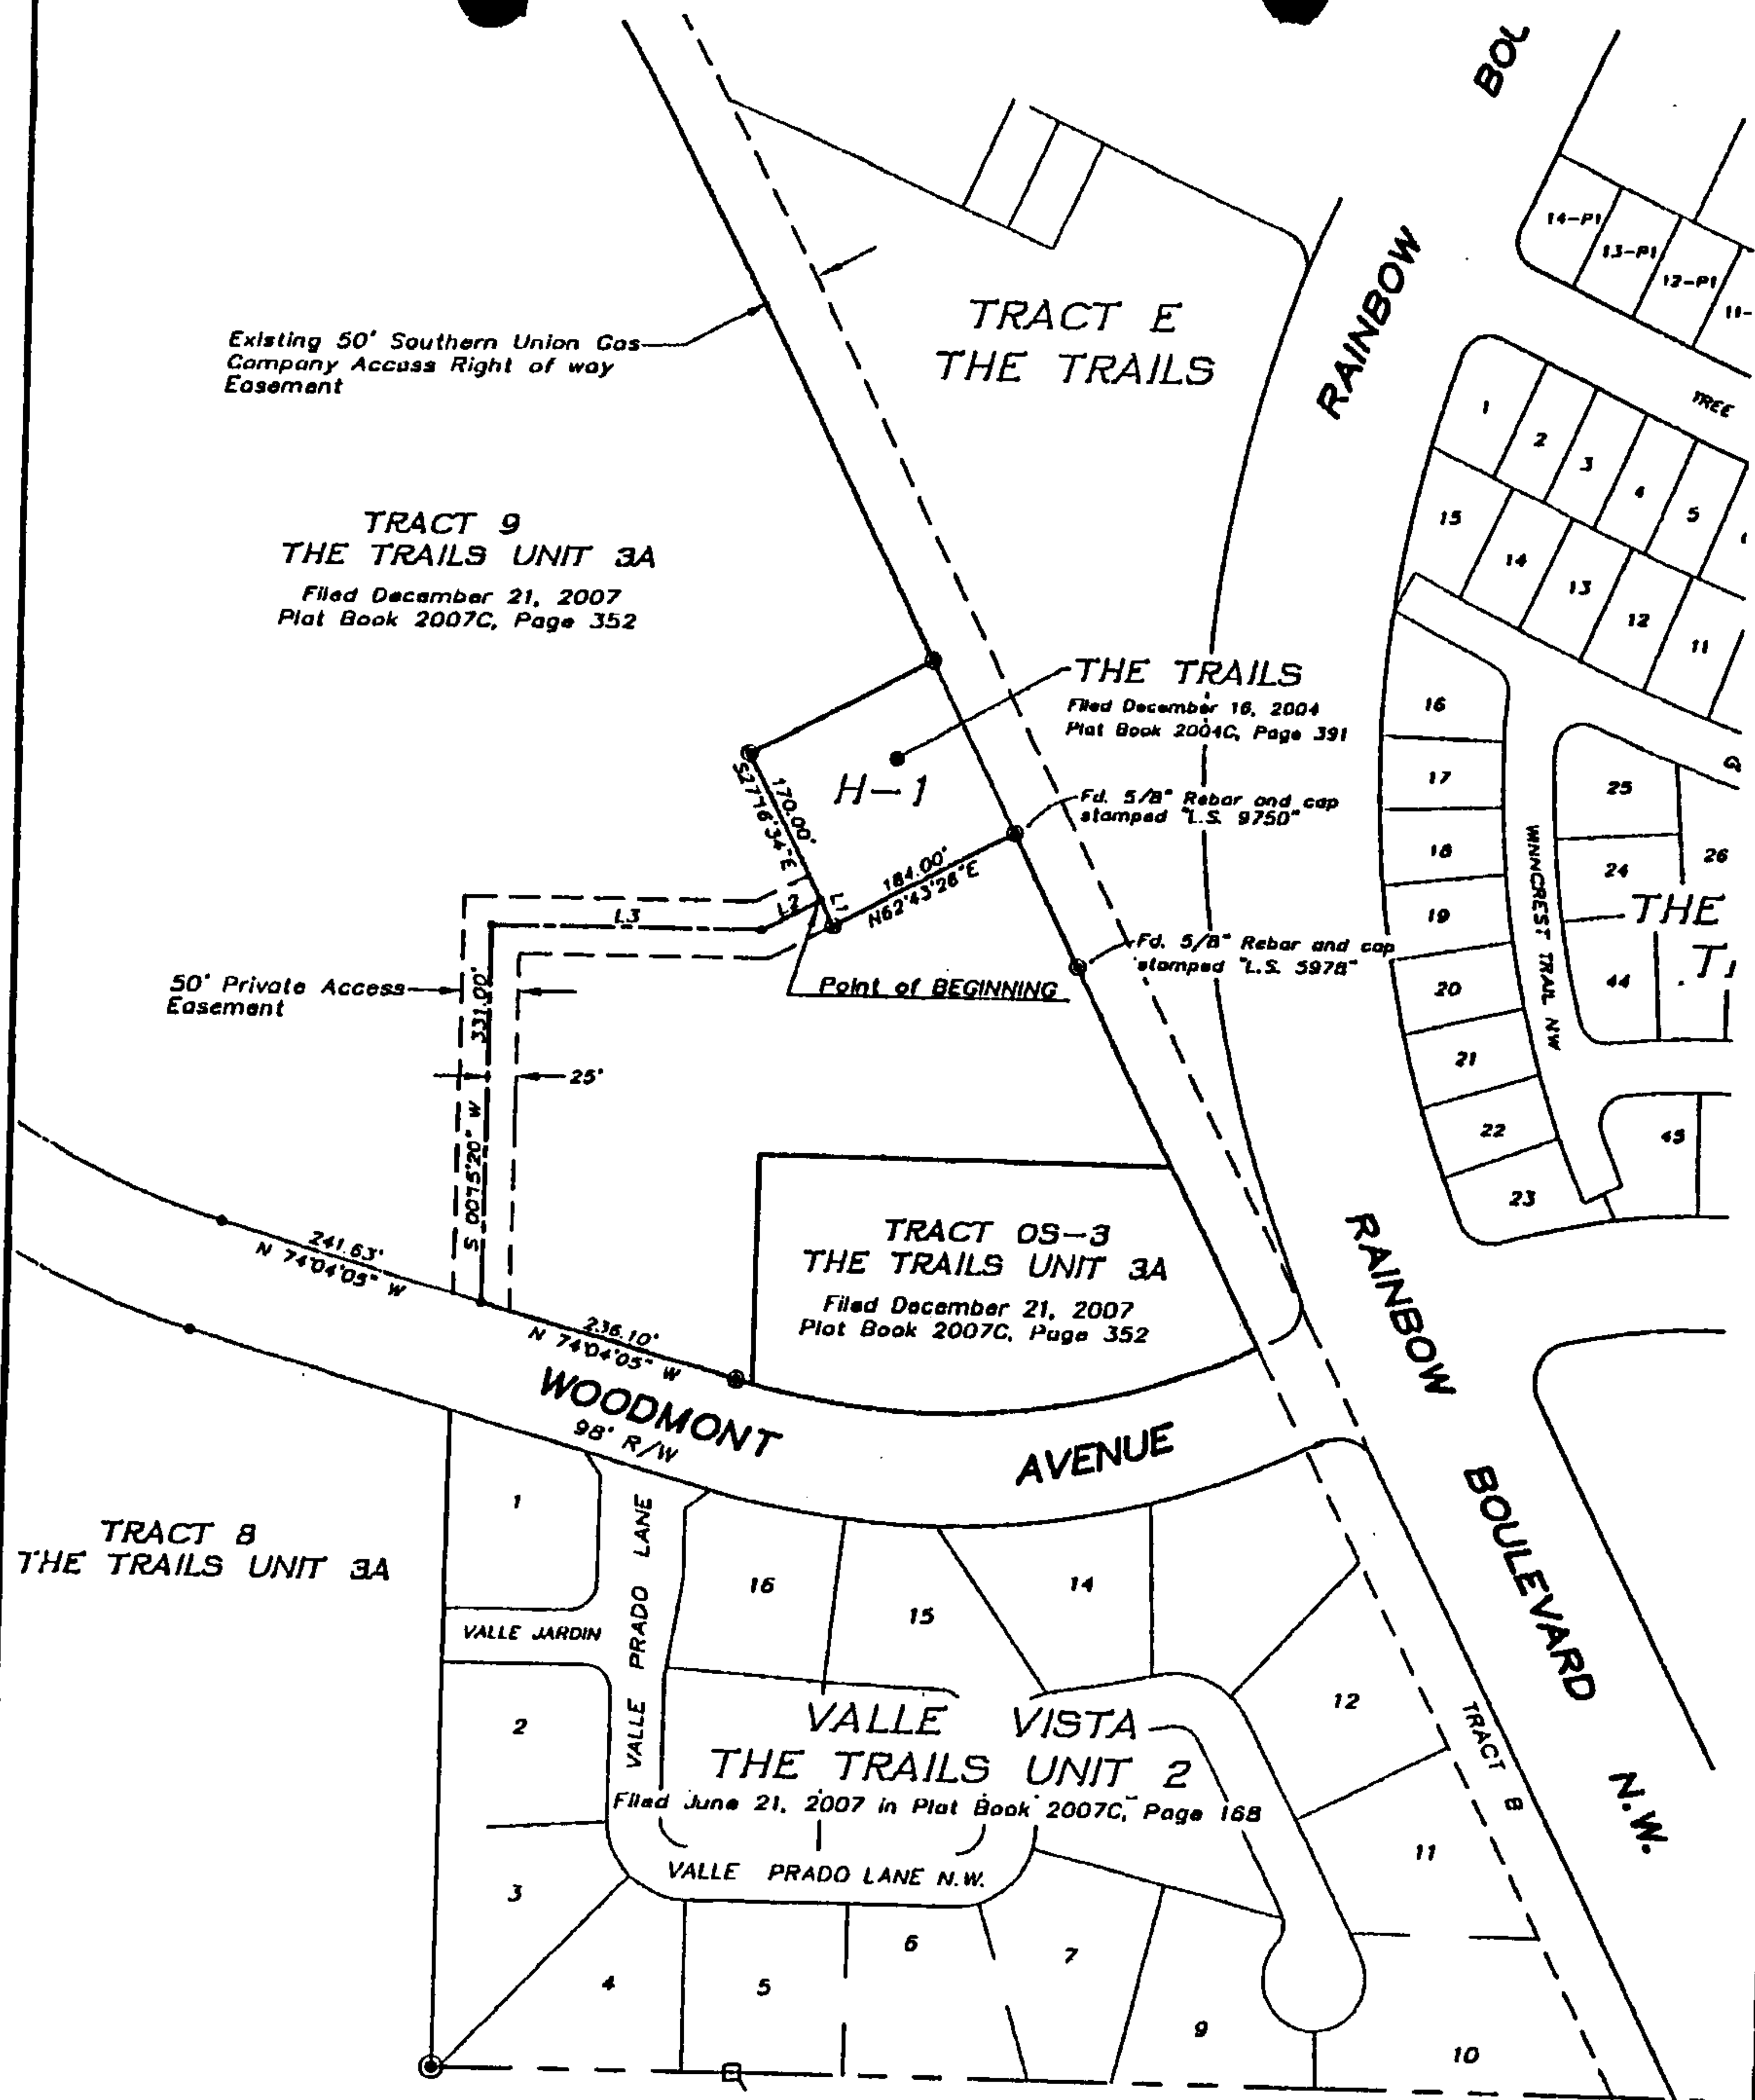 BOU
RAINBOW
14-P1
13-P1
12-P1
11-
TRACT E
THE TRAILS
Existing 50' Southern Union Gas
Company Access Right of way
Easement
TREE
1
2
3
4
5
15
14
13
12
11
TRACT 9
THE TRAILS UNIT 3A
Filed December 21, 2007
Plat Book 2007C, Page 352
THE TRAILS
Filed December 16, 2004
Plat Book 2004C, Page 391
H-1
170.00'
S27°16'34"E
Fd. 5/8" Rebar and cap
stamped "L.S. 9750"
184.00'
N62°43'26"E
L1
L2
L3
Fd. 5/8" Rebar and cap
stamped "L.S. 5978"
Point of BEGINNING
50' Private Access
Easement
331.00'
S 00°15'20" W
25'
16
17
18
19
20
21
22
23
WINNCREST TRAIL NW
25
24
26
THE
44
45
241.63'
N 74°04'05" W
236.10'
N 74°04'05" W
TRACT OS-3
THE TRAILS UNIT 3A
Filed December 21, 2007
Plat Book 2007C, Page 352
RAINBOW
BOULEVARD
N.W.
WOODMONT
98' R/W
AVENUE
TRACT 8
THE TRAILS UNIT 3A
1
VALLE JARDIN
VALLE PRADO LANE
16
15
14
12
2
VALLE VISTA
THE TRAILS UNIT 2
Filed June 21, 2007 in Plat Book 2007C, Page 168
TRACT B
11
VALLE PRADO LANE N.W.
3
4
5
6
7
9
10